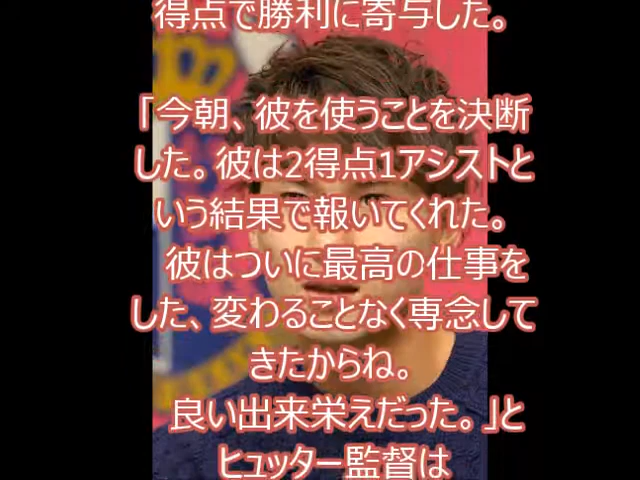 得点で勝利に寄与した。
「今朝、彼を使うことを決断
した。彼は2得点1アシストと
いう結果で報いてくれた。
彼はついに最高の仕事を
した、変わることなく専念して
きたからね。
良い出来栄えだった。」と
ヒュッター監督は